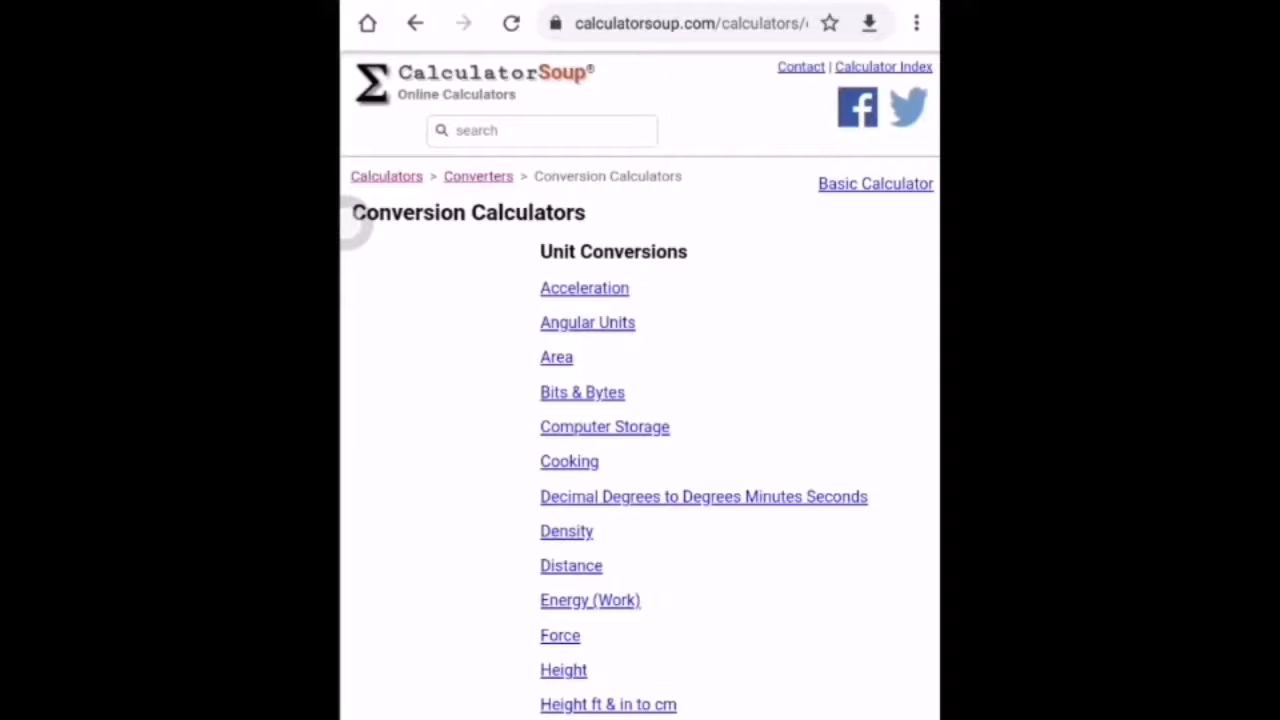 calculatorsoup.com/calculators/
CalculatorSoup®
Online Calculators
Contact | Calculator Index
search
Calculators > Converters > Conversion Calculators
Basic Calculator
Conversion Calculators
Unit Conversions
Acceleration
Angular Units
Area
Bits & Bytes
Computer Storage
Cooking
Decimal Degrees to Degrees Minutes Seconds
Density
Distance
Energy (Work)
Force
Height
Height ft & in to cm